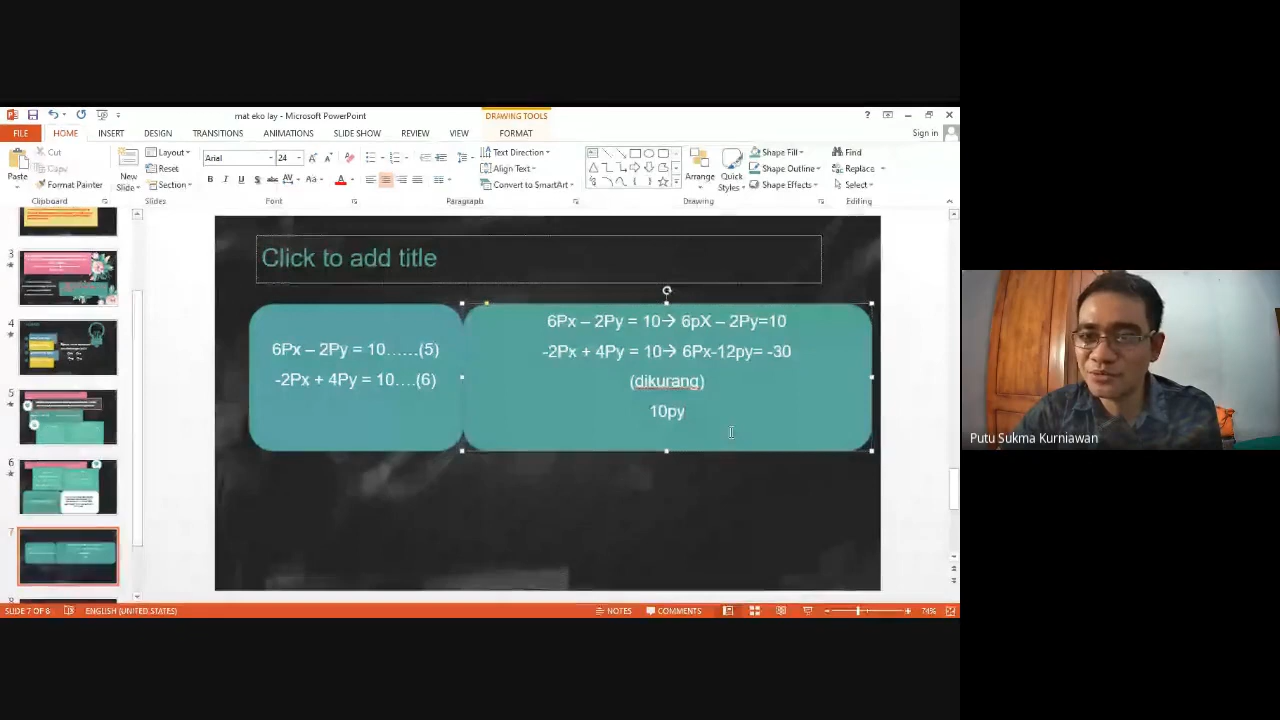 mat eko lay - Microsoft PowerPoint
DRAWING TOOLS
FILE HOME INSERT DESIGN TRANSITIONS ANIMATIONS SLIDE SHOW REVIEW VIEW FORMAT
Sign in
Cut
Copy
Format Painter
Paste
Clipboard
New Slide
Layout
Reset
Section
Slides
Arial 24
Font
Text Direction
Align Text
Convert to SmartArt
Paragraph
Arrange
Quick Styles
Shape Fill
Shape Outline
Shape Effects
Drawing
Find
Replace
Select
Editing
3
4
5
6
7
Click to add title
6Px – 2Py = 10……(5)
-2Px + 4Py = 10….(6)
6Px – 2Py = 10→ 6pX – 2Py=10
-2Px + 4Py = 10→ 6Px-12py= -30
(dikurang)
10py
Putu Sukma Kurniawan
SLIDE 7 OF 8 ENGLISH (UNITED STATES) NOTES COMMENTS 74%